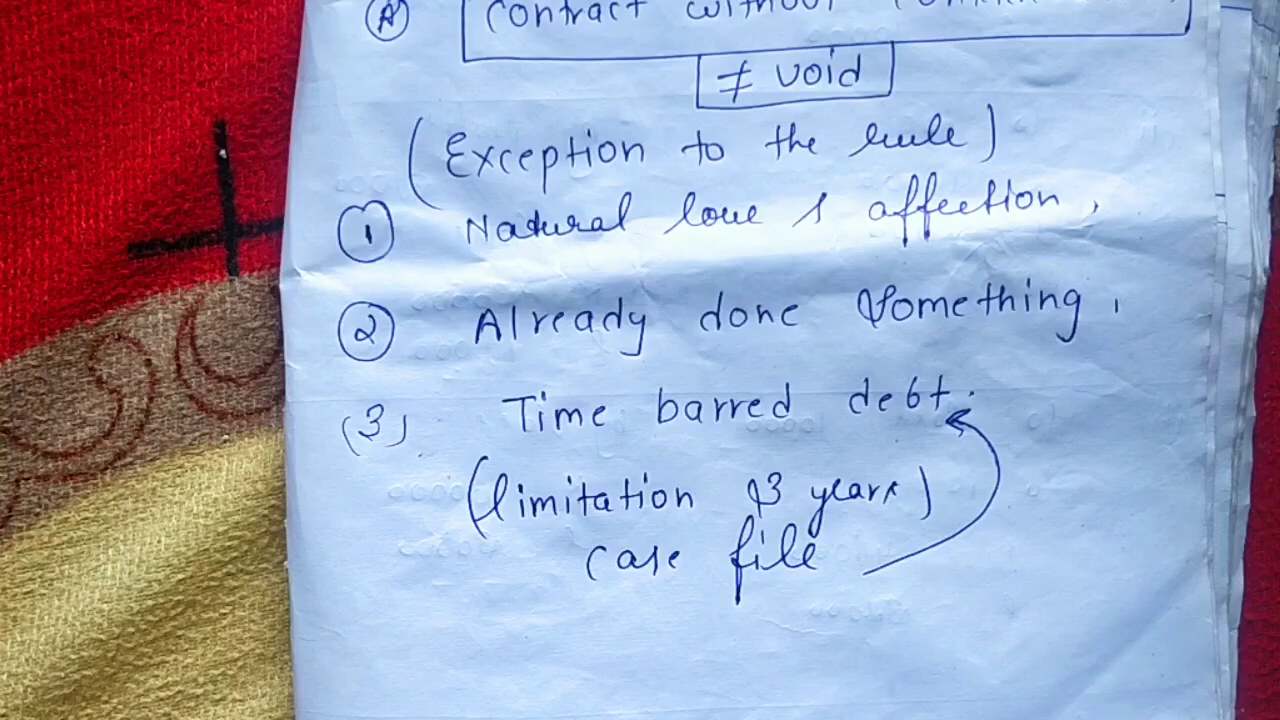 (A) Contract without
≠ void
(Exception to the rule)
(1) Natural love & affection,
(2) Already done something,
(3) Time barred debt.
(limitation 3 years)
case file